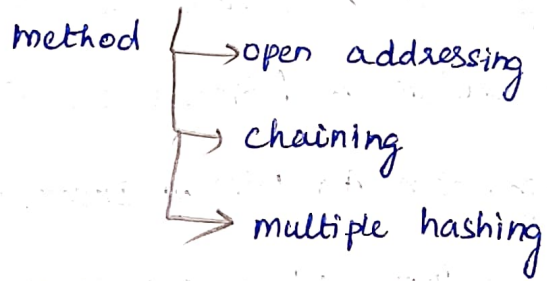 method
open addressing
chaining
multiple hashing